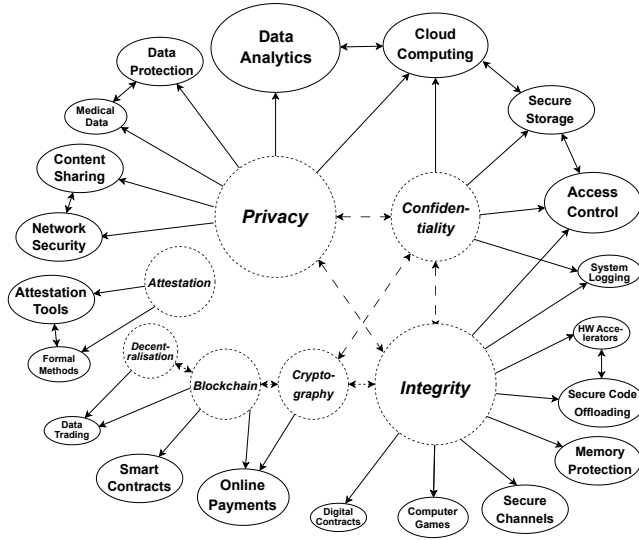 Data
Analytics
Cloud
Computing
Data
Protection
Medical
Data
Secure
Storage
Content
Sharing
Access
Control
Privacy
Confiden-
tiality
Network
Security
System
Logging
Attestation
Attestation
Tools
Formal
Methods
HW Acce-
lerators
Decent-
ralisation
Blockchain
Crypto-
graphy
Integrity
Secure Code
Offloading
Data
Trading
Memory
Protection
Smart
Contracts
Online
Payments
Digital
Contracts
Computer
Games
Secure
Channels